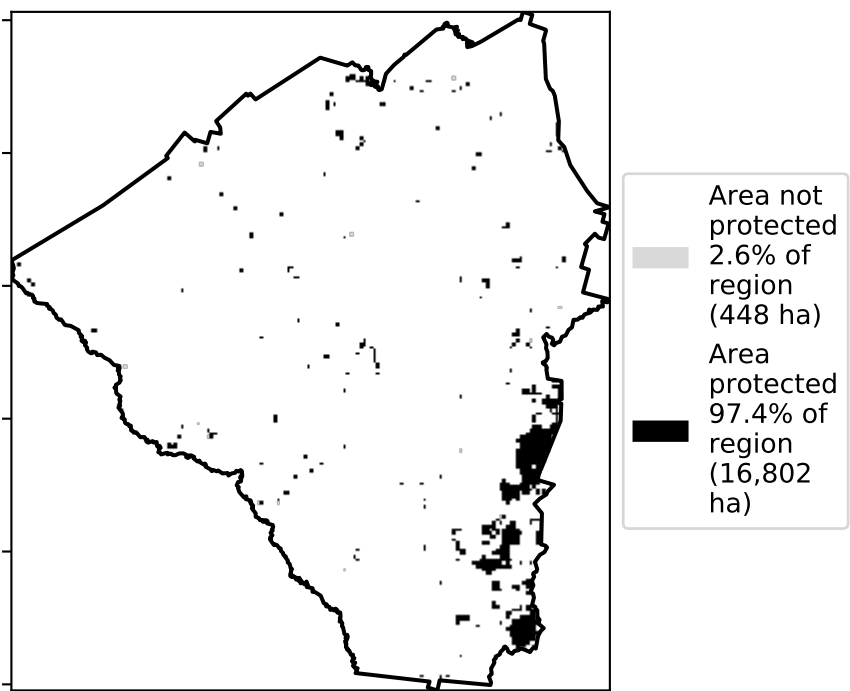 Area not
protected
2.6% of
region
(448 ha)
Area
protected
97.4% of
region
(16,802
ha)